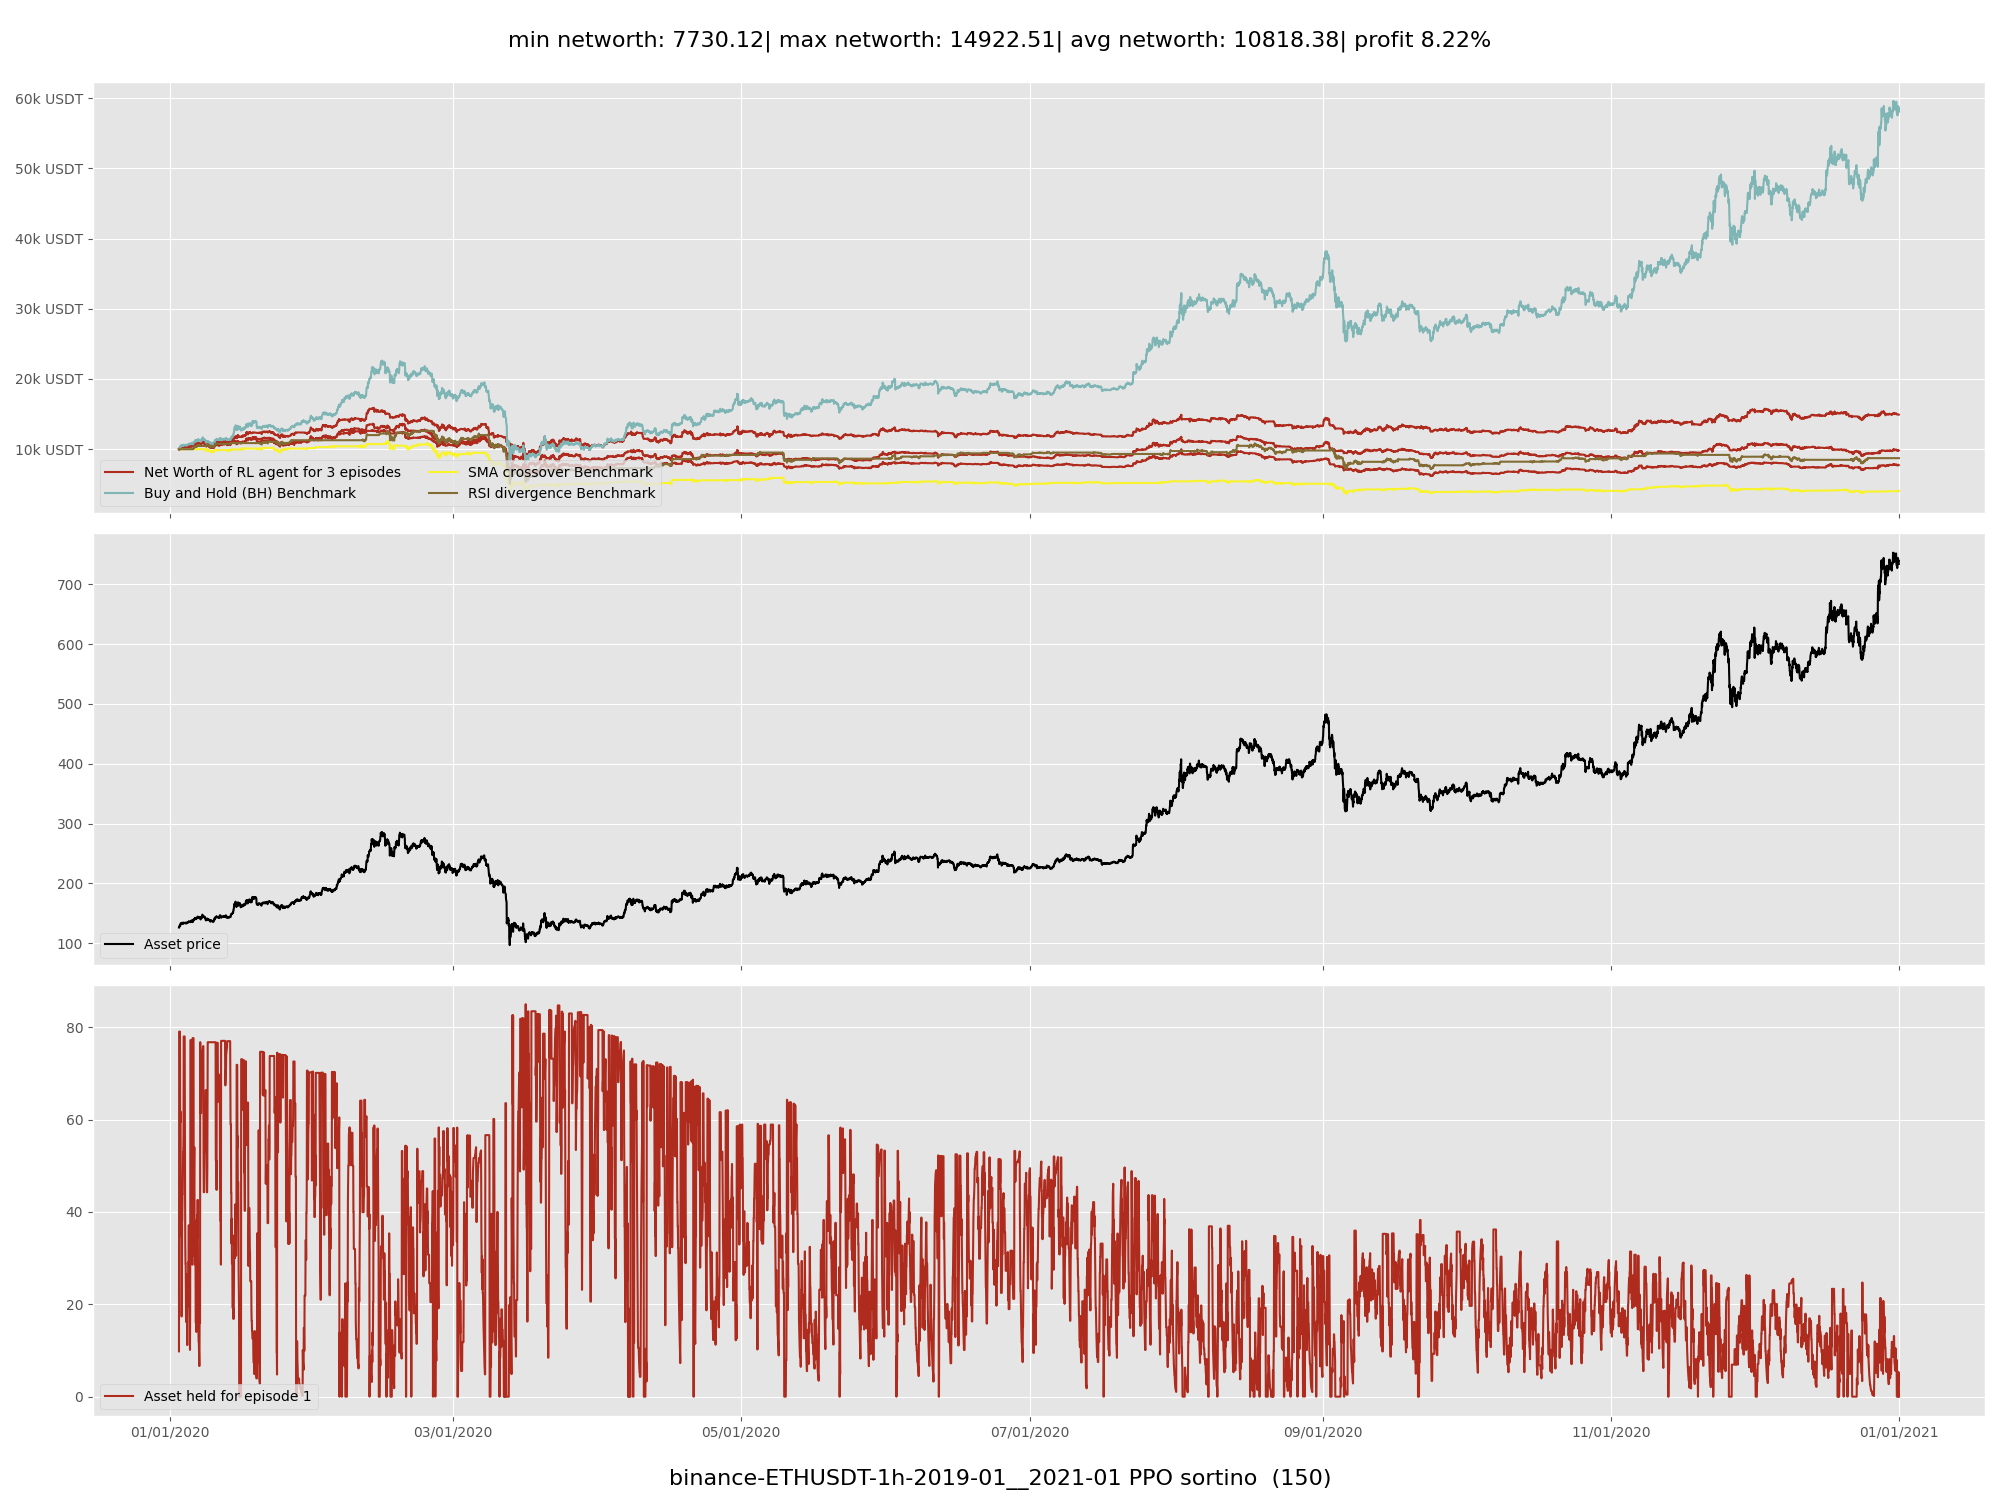 min networth: 7730.12| max networth: 14922.51| avg networth: 10818.38| profit 8.22%
60k USDT
50k USDT
40k USDT
30k USDT
20k USDT
10k USDT
Net Worth of RL agent for 3 episodes
Buy and Hold (BH) Benchmark
SMA crossover Benchmark
RSI divergence Benchmark
700
600
500
400
300
200
100
Asset price
80
60
40
20
0
Asset held for episode 1
01/01/2020 03/01/2020 05/01/2020 07/01/2020 09/01/2020 11/01/2020 01/01/2021
binance-ETHUSDT-1h-2019-01__2021-01 PPO sortino (150)